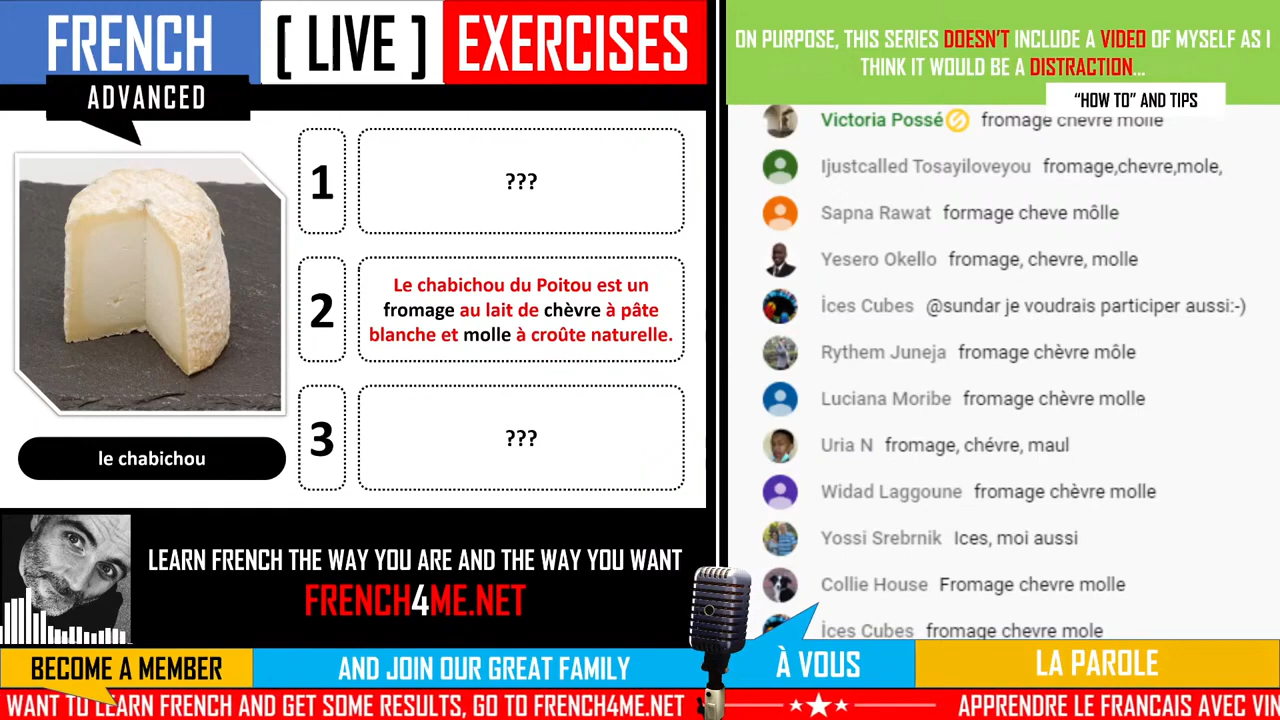 FRENCH [ LIVE ] EXERCISES
ADVANCED
1
???
2
Le chabichou du Poitou est un
fromage au lait de chèvre à pâte
blanche et molle à croûte naturelle.
3
???
le chabichou
LEARN FRENCH THE WAY YOU ARE AND THE WAY YOU WANT
FRENCH4ME.NET
BECOME A MEMBER
AND JOIN OUR GREAT FAMILY
ON PURPOSE, THIS SERIES DOESN'T INCLUDE A VIDEO OF MYSELF AS I
THINK IT WOULD BE A DISTRACTION...
"HOW TO" AND TIPS
Victoria Possé fromage chevre molle
Ijustcalled Tosayiloveyou fromage,chevre,mole,
Sapna Rawat formage cheve môlle
Yesero Okello fromage, chevre, molle
İces Cubes @sundar je voudrais participer aussi:-)
Rythem Juneja fromage chèvre môle
Luciana Moribe fromage chèvre molle
Uria N fromage, chévre, maul
Widad Laggoune fromage chèvre molle
Yossi Srebrnik Ices, moi aussi
Collie House Fromage chevre molle
İces Cubes fromage chevre mole
À VOUS
LA PAROLE
WANT TO LEARN FRENCH AND GET SOME RESULTS, GO TO FRENCH4ME.NET
APPRENDRE LE FRANCAIS AVEC VIN